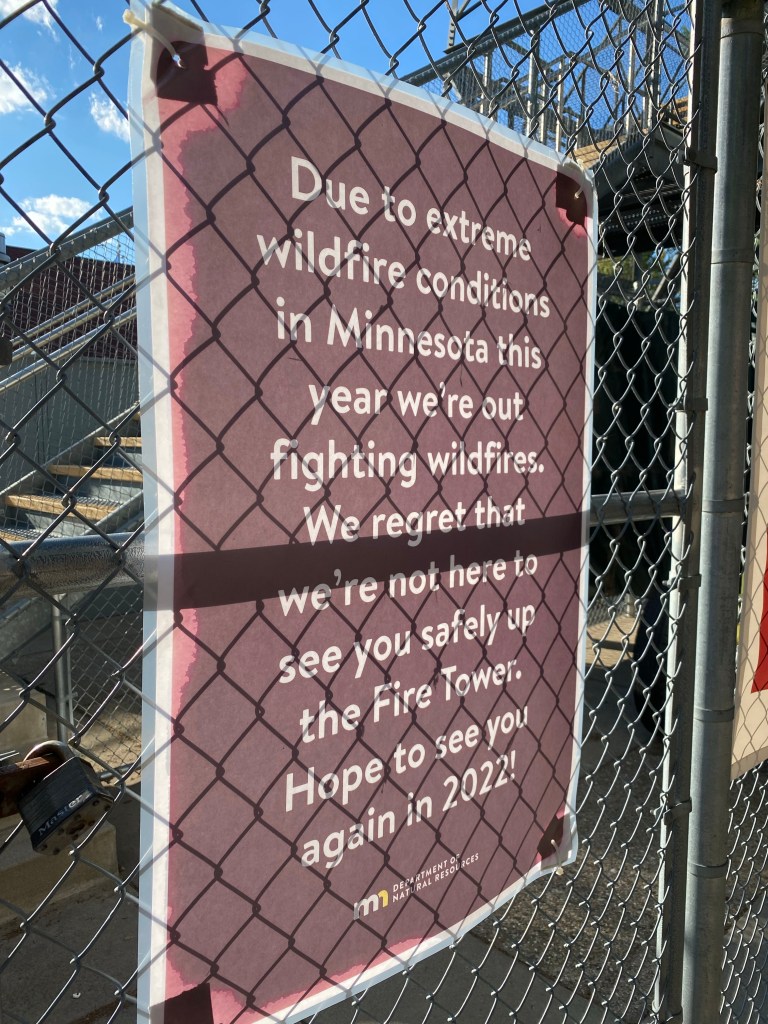 Due to extreme
wildfire conditions
in Minnesota this
year we're out
fighting wildfires.
We regret that
we're not here to
see you safely up
the Fire Tower.
Hope to see you
again in 2022!
mn DEPARTMENT OF
NATURAL RESOURCES
Master